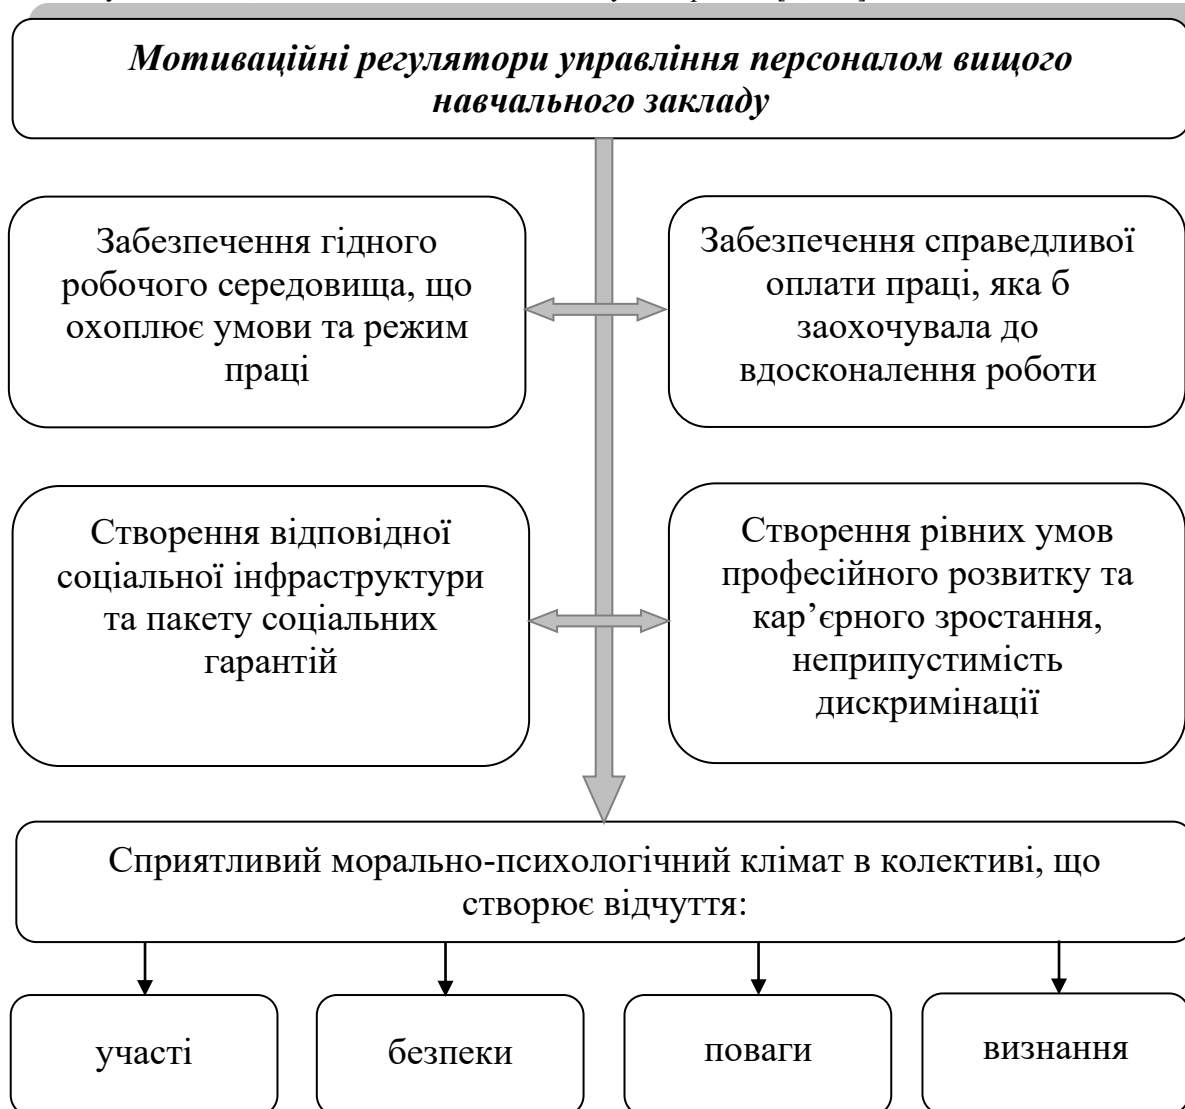 Мотиваційні регулятори управління персоналом вищого
навчального закладу
Забезпечення гідного
робочого середовища, що
охоплює умови та режим
праці
Забезпечення справедливої
оплати праці, яка б
заохочувала до
вдосконалення роботи
Створення відповідної
соціальної інфраструктури
та пакету соціальних
гарантій
Створення рівних умов
професійного розвитку та
кар’єрного зростання,
неприпустимість
дискримінації
Сприятливий морально-психологічний клімат в колективі, що
створює відчуття:
участі
безпеки
поваги
визнання